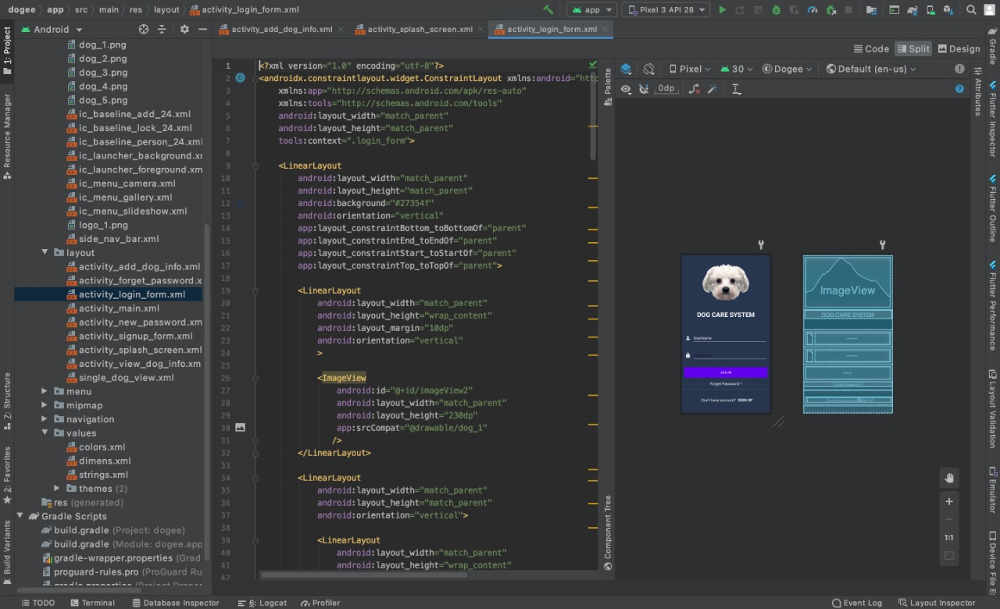 dogee › app › src › main › res › layout › activity_login_form.xml
app
Pixel 3 API 28
Android
activity_add_dog_info.xml
activity_splash_screen.xml
activity_login_form.xml
Code
Split
Design
1: Project
Resource Manager
Z: Structure
2: Favorites
Build Variants
dog_1.png
dog_2.png
dog_3.png
dog_4.png
dog_5.png
ic_baseline_add_24.xml
ic_baseline_lock_24.xml
ic_baseline_person_24.xml
ic_launcher_background.xr
ic_launcher_foreground.xr
ic_menu_camera.xml
ic_menu_gallery.xml
ic_menu_slideshow.xml
logo_1.png
side_nav_bar.xml
layout
activity_add_dog_info.xml
activity_forget_password.x
activity_login_form.xml
activity_main.xml
activity_new_password.xm
activity_signup_form.xml
activity_splash_screen.xml
activity_view_dog_info.xm
single_dog_view.xml
menu
mipmap
navigation
values
colors.xml
dimens.xml
strings.xml
themes (2)
res (generated)
Gradle Scripts
build.gradle (Project: dogee)
build.gradle (Module: dogee.app
gradle-wrapper.properties (Grad
proguard-rules.pro (ProGuard Ru
gradle.properties (Project Proper
1 <?xml version="1.0" encoding="utf-8"?>
2 <androidx.constraintlayout.widget.ConstraintLayout xmlns:android="http
3 xmlns:app="http://schemas.android.com/apk/res-auto"
4 xmlns:tools="http://schemas.android.com/tools"
5 android:layout_width="match_parent"
6 android:layout_height="match_parent"
7 tools:context=".login_form">
8
9 <LinearLayout
10 android:layout_width="match_parent"
11 android:layout_height="match_parent"
12 android:background="#27354f"
13 android:orientation="vertical"
14 app:layout_constraintBottom_toBottomOf="parent"
15 app:layout_constraintEnd_toEndOf="parent"
16 app:layout_constraintStart_toStartOf="parent"
17 app:layout_constraintTop_toTopOf="parent">
18
19 <LinearLayout
20 android:layout_width="match_parent"
21 android:layout_height="wrap_content"
22 android:layout_margin="10dp"
23 android:orientation="vertical"
24 >
25
26 <ImageView
27 android:id="@+id/imageView2"
28 android:layout_width="match_parent"
29 android:layout_height="230dp"
30 app:srcCompat="@drawable/dog_1"
31 />
32 </LinearLayout>
33
34 <LinearLayout
35 android:layout_width="match_parent"
36 android:layout_height="match_parent"
37 android:orientation="vertical">
38
39 <LinearLayout
40 android:layout_width="match_parent"
41 android:layout_height="wrap_content"
42
Palette
Component Tree
Pixel
30
Dogee
Default (en-us)
0dp
DOG CARE SYSTEM
UserName
LOG IN
Forget Password ?
Don't have account? SIGN UP
ImageView
DOG CARE SYSTEM
LOG IN
Forget Password ?
1:1
Attributes
Gradle
Flutter Inspector
Flutter Outline
Flutter Performance
Layout Validation
Emulator
Device File E:
TODO
Terminal
Database Inspector
6: Logcat
Profiler
Event Log
Layout Inspector